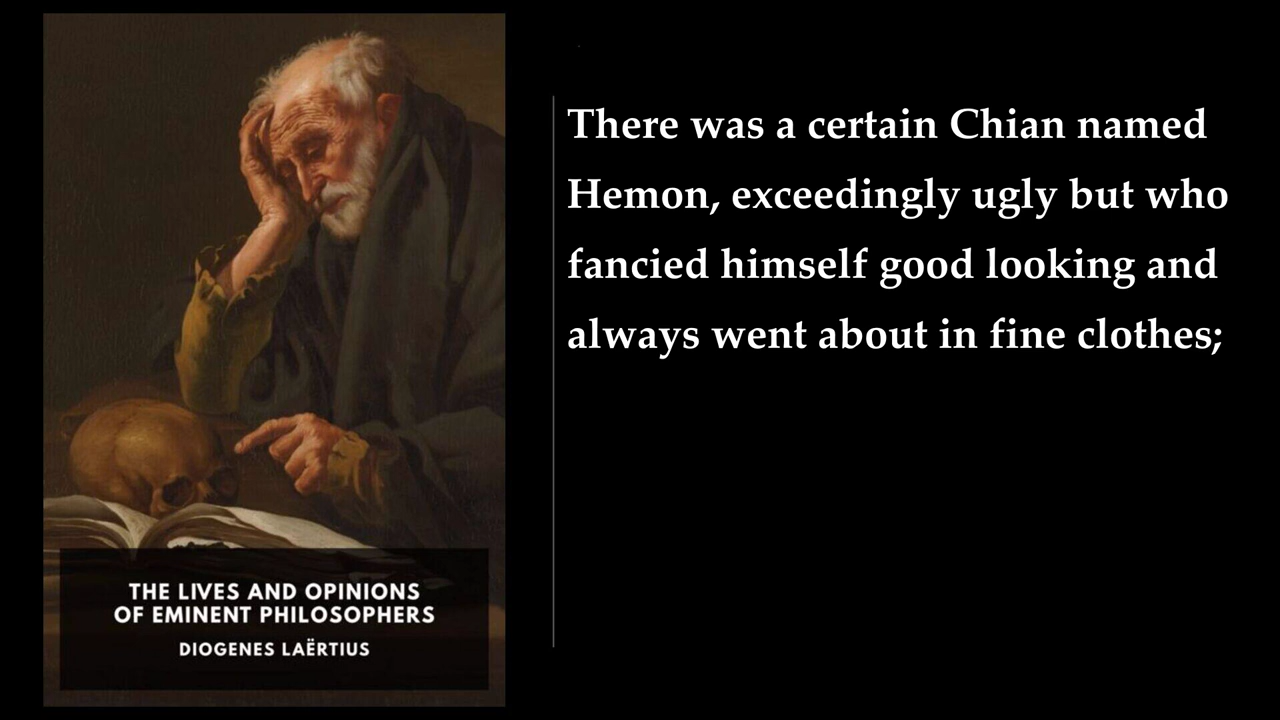 There was a certain Chian named
Hemon, exceedingly ugly but who
fancied himself good looking and
always went about in fine clothes;
THE LIVES AND OPINIONS
OF EMINENT PHILOSOPHERS
DIOGENES LAËRTIUS